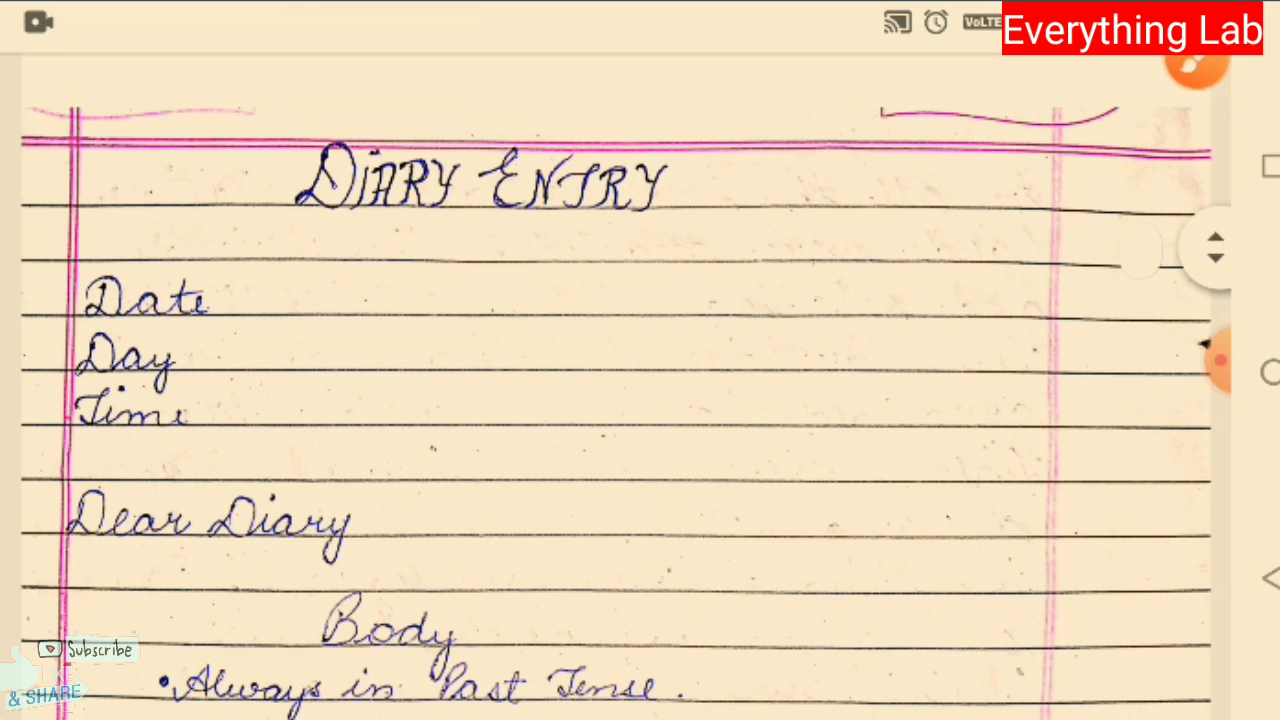 VoLTE
Everything Lab
DIARY ENTRY
Date
Day
Time
Dear Diary
Body
Subscribe
& SHARE
• Always in Past Tense.